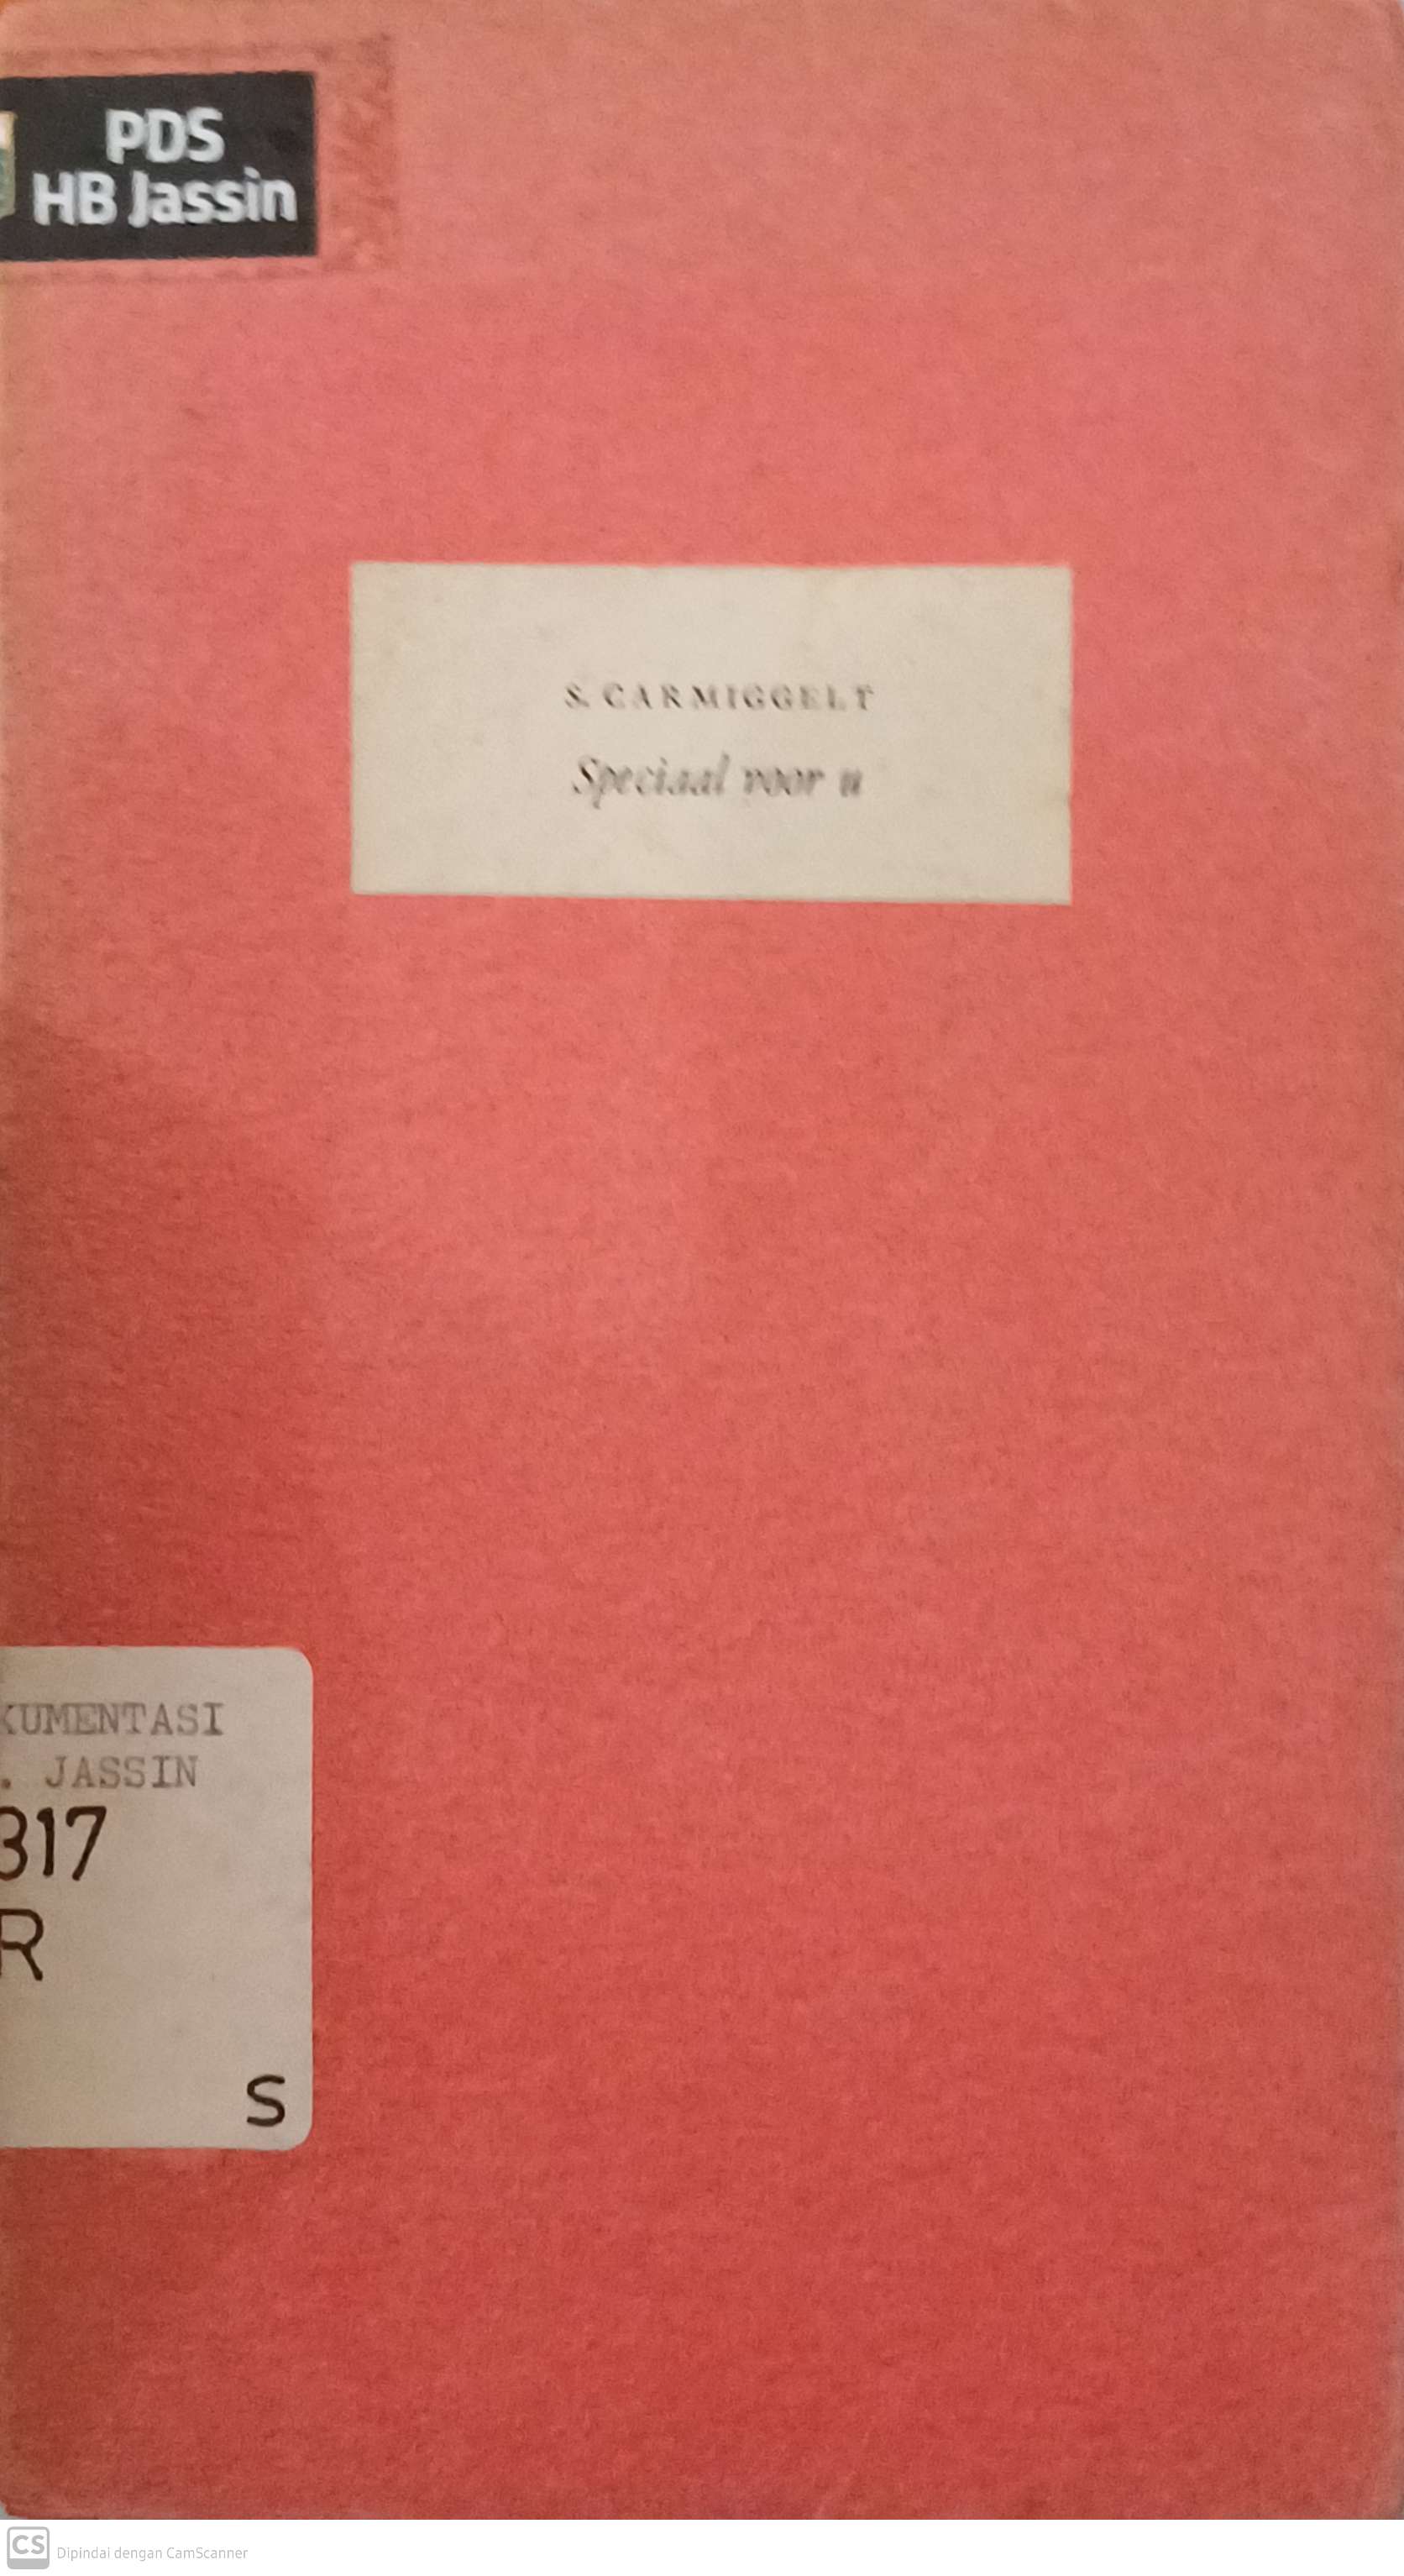 PDS
HB Jassin
S. CARMIGGELT
Speciaal voor u
KUMENTASI
. JASSIN
317
R
S
CS Dipindai dengan CamScanner